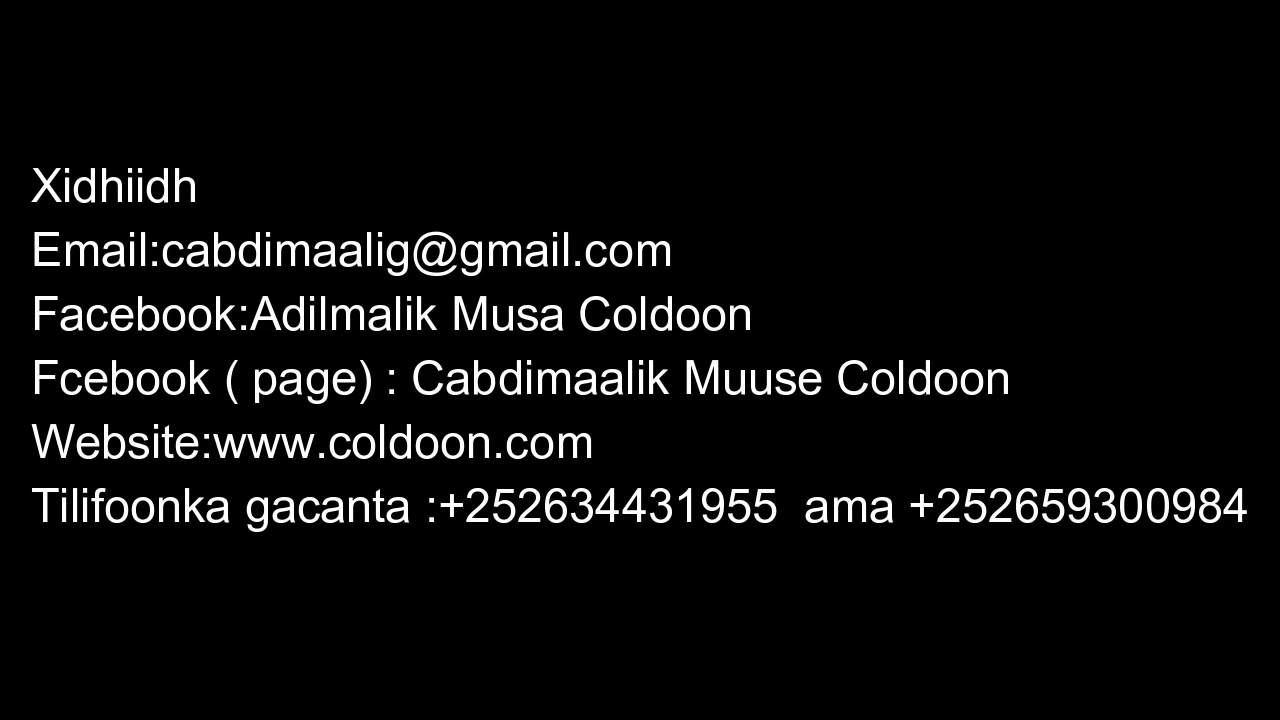 Xidhiidh
Email:cabdimaalig@gmail.com
Facebook:Adilmalik Musa Coldoon
Fcebook ( page) : Cabdimaalik Muuse Coldoon
Website:www.coldoon.com
Tilifoonka gacanta :+252634431955  ama +252659300984